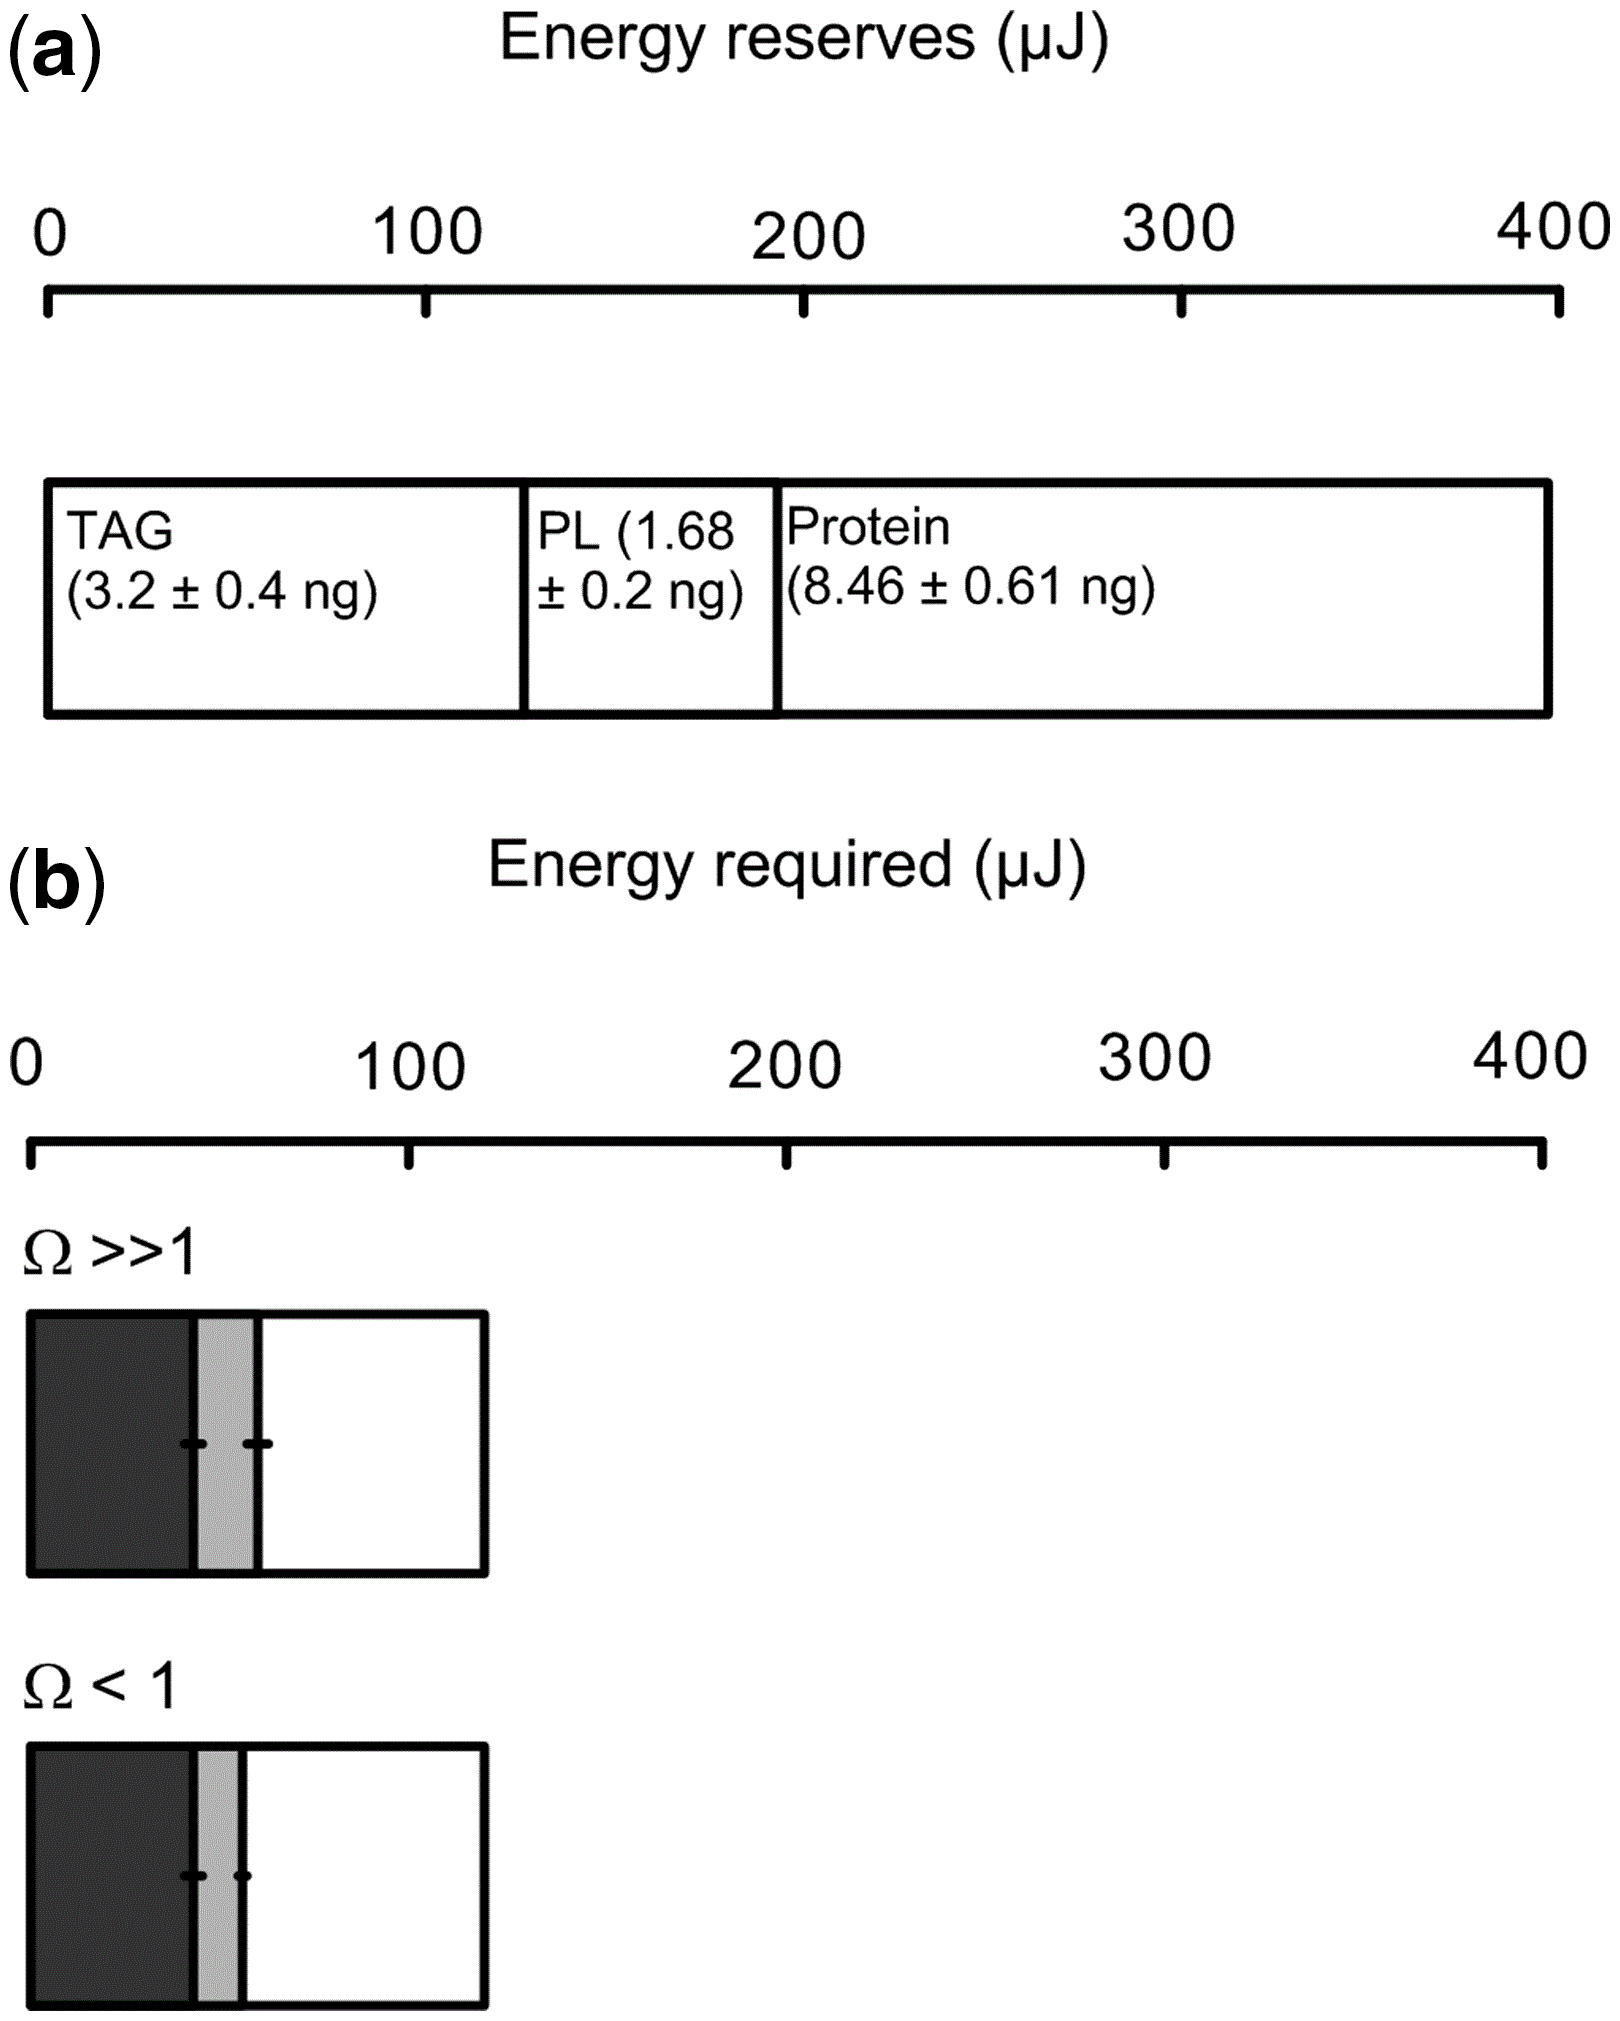 (a) Energy reserves (µJ)
0 100 200 300 400
TAG
(3.2 ± 0.4 ng)
PL (1.68
± 0.2 ng)
Protein
(8.46 ± 0.61 ng)
(b) Energy required (µJ)
0 100 200 300 400
Ω >>1
Ω < 1